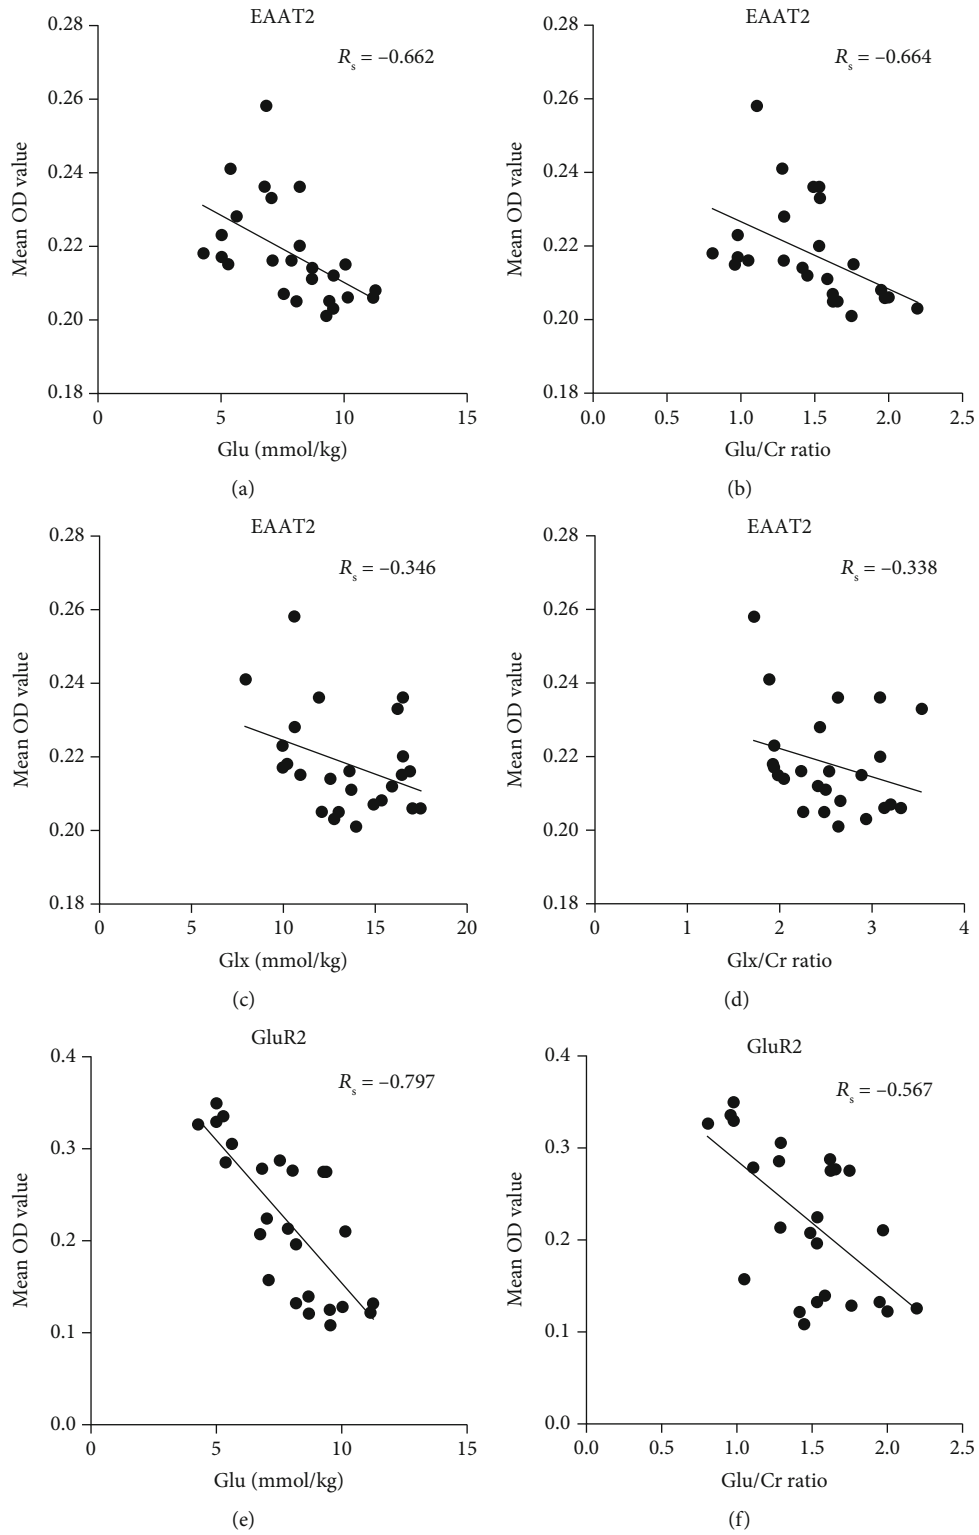 EAAT2
Rs = –0.662
Mean OD value
0.28
0.26
0.24
0.22
0.20
0.18
0
5
10
15
Glu (mmol/kg)
(a)
EAAT2
Rs = –0.664
Mean OD value
0.28
0.26
0.24
0.22
0.20
0.18
0.0
0.5
1.0
1.5
2.0
2.5
Glu/Cr ratio
(b)
EAAT2
Rs = –0.346
Mean OD value
0.28
0.26
0.24
0.22
0.20
0.18
0
5
10
15
20
Glx (mmol/kg)
(c)
EAAT2
Rs = –0.338
Mean OD value
0.28
0.26
0.24
0.22
0.20
0.18
0
1
2
3
4
Glx/Cr ratio
(d)
GluR2
Rs = –0.797
Mean OD value
0.4
0.3
0.2
0.1
0.0
0
5
10
15
Glu (mmol/kg)
(e)
GluR2
Rs = –0.567
Mean OD value
0.4
0.3
0.2
0.1
0.0
0.0
0.5
1.0
1.5
2.0
2.5
Glu/Cr ratio
(f)